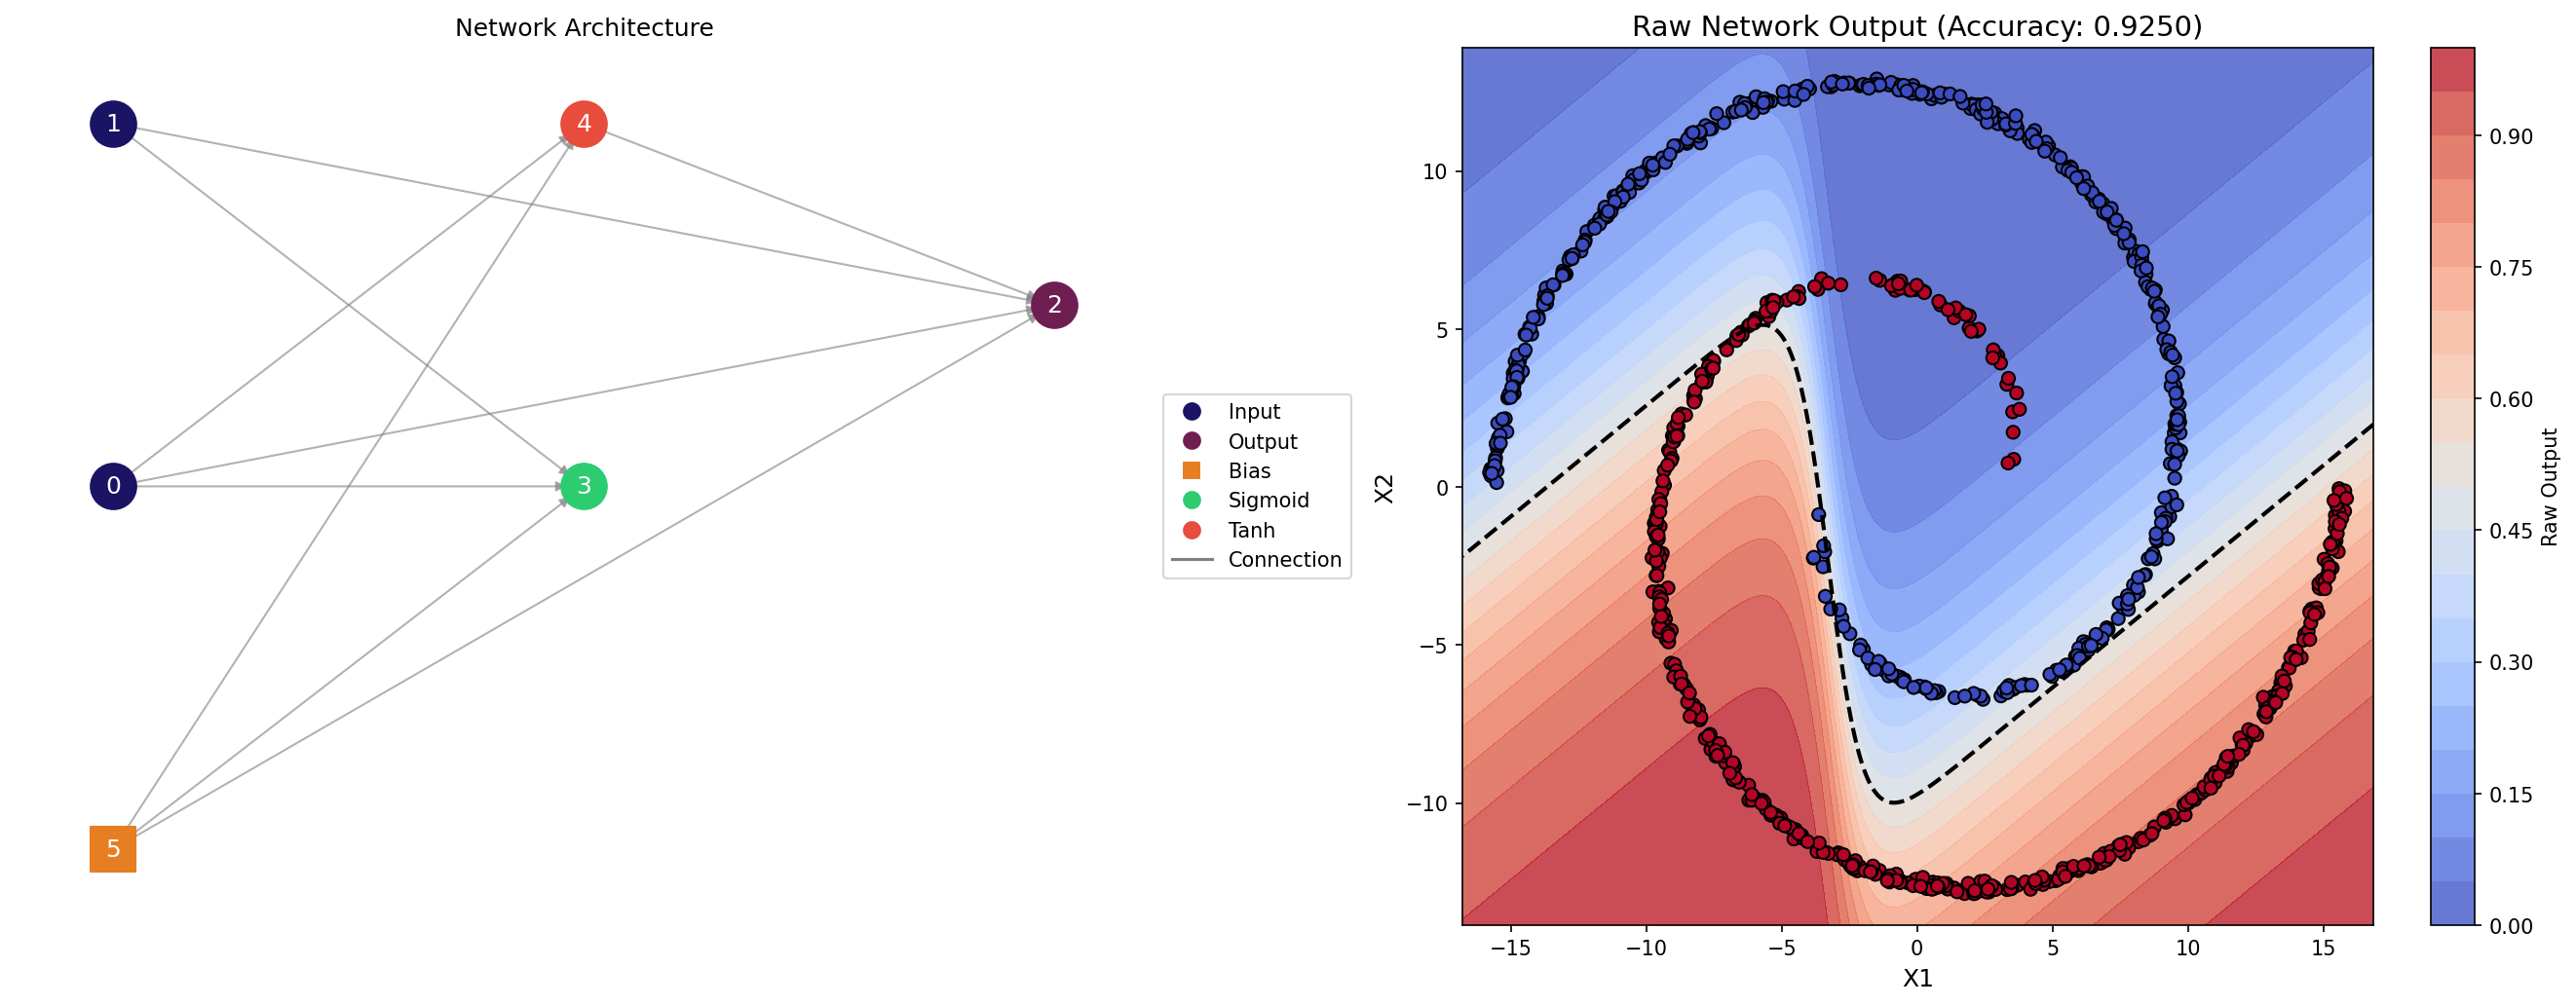 Network Architecture
1
4
2
0
3
5
Input
Output
Bias
Sigmoid
Tanh
Connection
Raw Network Output (Accuracy: 0.9250)
X2
10
5
0
−5
−10
−15
−10
−5
0
5
10
15
X1
0.90
0.75
0.60
0.45
0.30
0.15
0.00
Raw Output